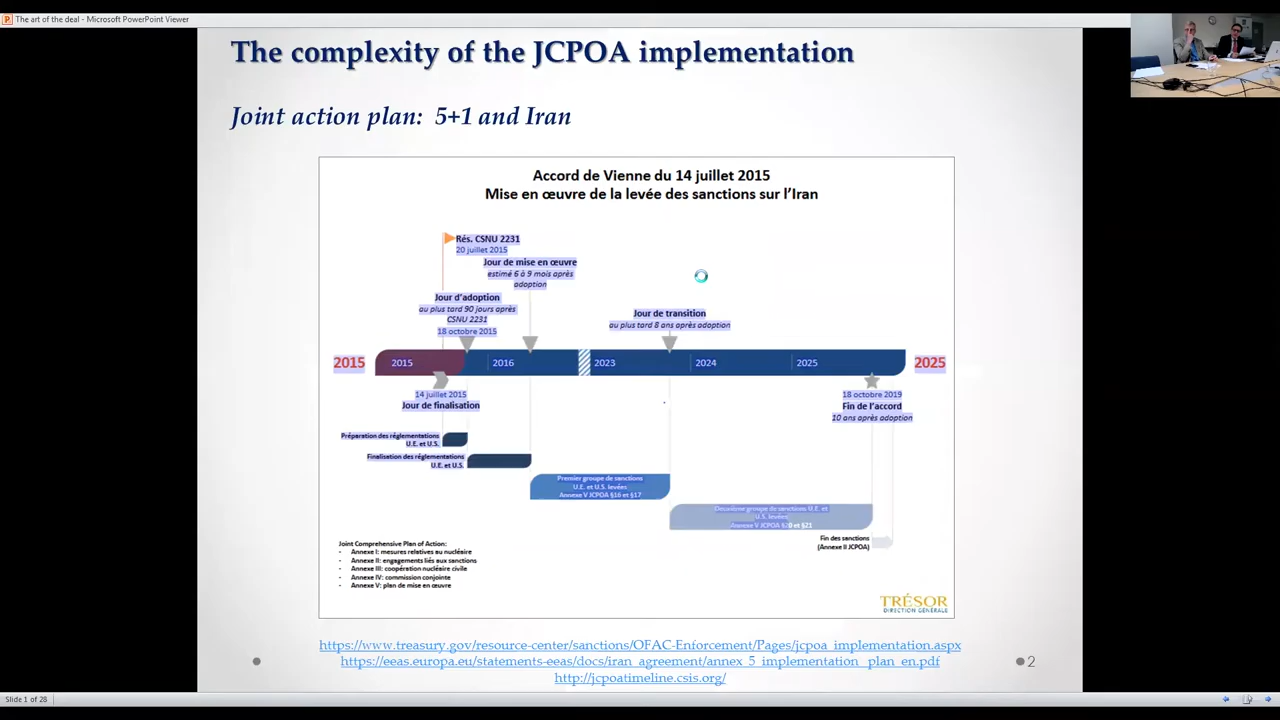 The art of the deal - Microsoft PowerPoint Viewer
The complexity of the JCPOA implementation
Joint action plan: 5+1 and Iran
Accord de Vienne du 14 juillet 2015
Mise en œuvre de la levée des sanctions sur l'Iran
Rés. CSNU 2231
20 juillet 2015
Jour de mise en œuvre
estimé 6 à 9 mois après
adoption
Jour d'adoption
au plus tard 90 jours après
CSNU 2231
18 octobre 2015
Jour de transition
au plus tard 8 ans après adoption
2015
2015
2016
2023
2024
2025
2025
14 juillet 2015
Jour de finalisation
18 octobre 2019
Fin de l'accord
10 ans après adoption
Préparation des réglementations
U.E. et U.S.
Finalisation des réglementations
U.E. et U.S.
Premier groupe de sanctions
U.E. et U.S. levées
Annexe V JCPOA §16 et §17
Deuxième groupe de sanctions U.E. et
U.S. levées
Annexe V JCPOA §20 et §21
Fin des sanctions
(Annexe II JCPOA)
Joint Comprehensive Plan of Action:
- Annexe I: mesures relatives au nucléaire
- Annexe II: engagements liés aux sanctions
- Annexe III: coopération nucléaire civile
- Annexe IV: commission conjointe
- Annexe V: plan de mise en œuvre
TRÉSOR
DIRECTION GÉNÉRALE
https://www.treasury.gov/resource-center/sanctions/OFAC-Enforcement/Pages/jcpoa_implementation.aspx
https://eeas.europa.eu/statements-eeas/docs/iran_agreement/annex_5_implementation_plan_en.pdf
http://jcpoatimeline.csis.org/
2
Slide 1 of 28